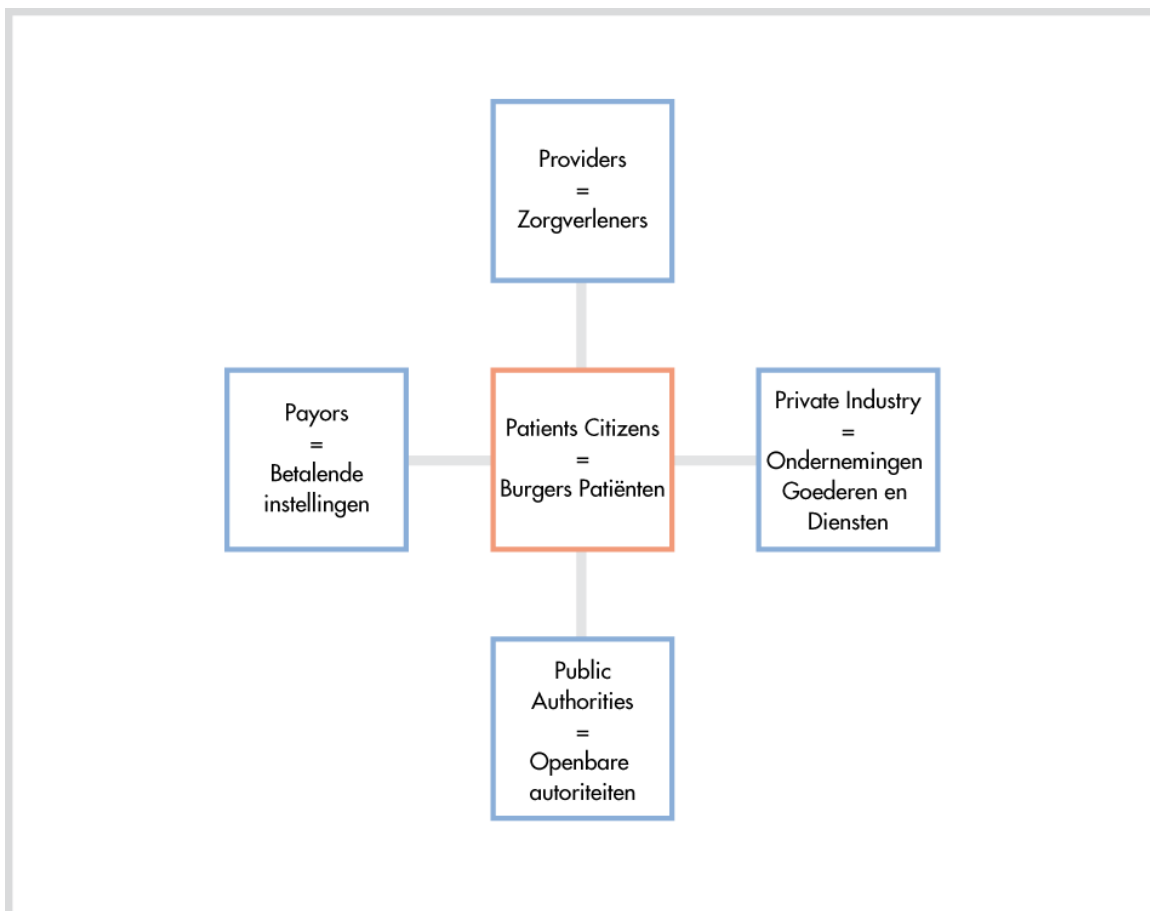 Providers
=
Zorgverleners
Payors
=
Betalende
instellingen
Patients Citizens
=
Burgers Patiënten
Private Industry
=
Ondernemingen
Goederen en
Diensten
Public
Authorities
=
Openbare
autoriteiten